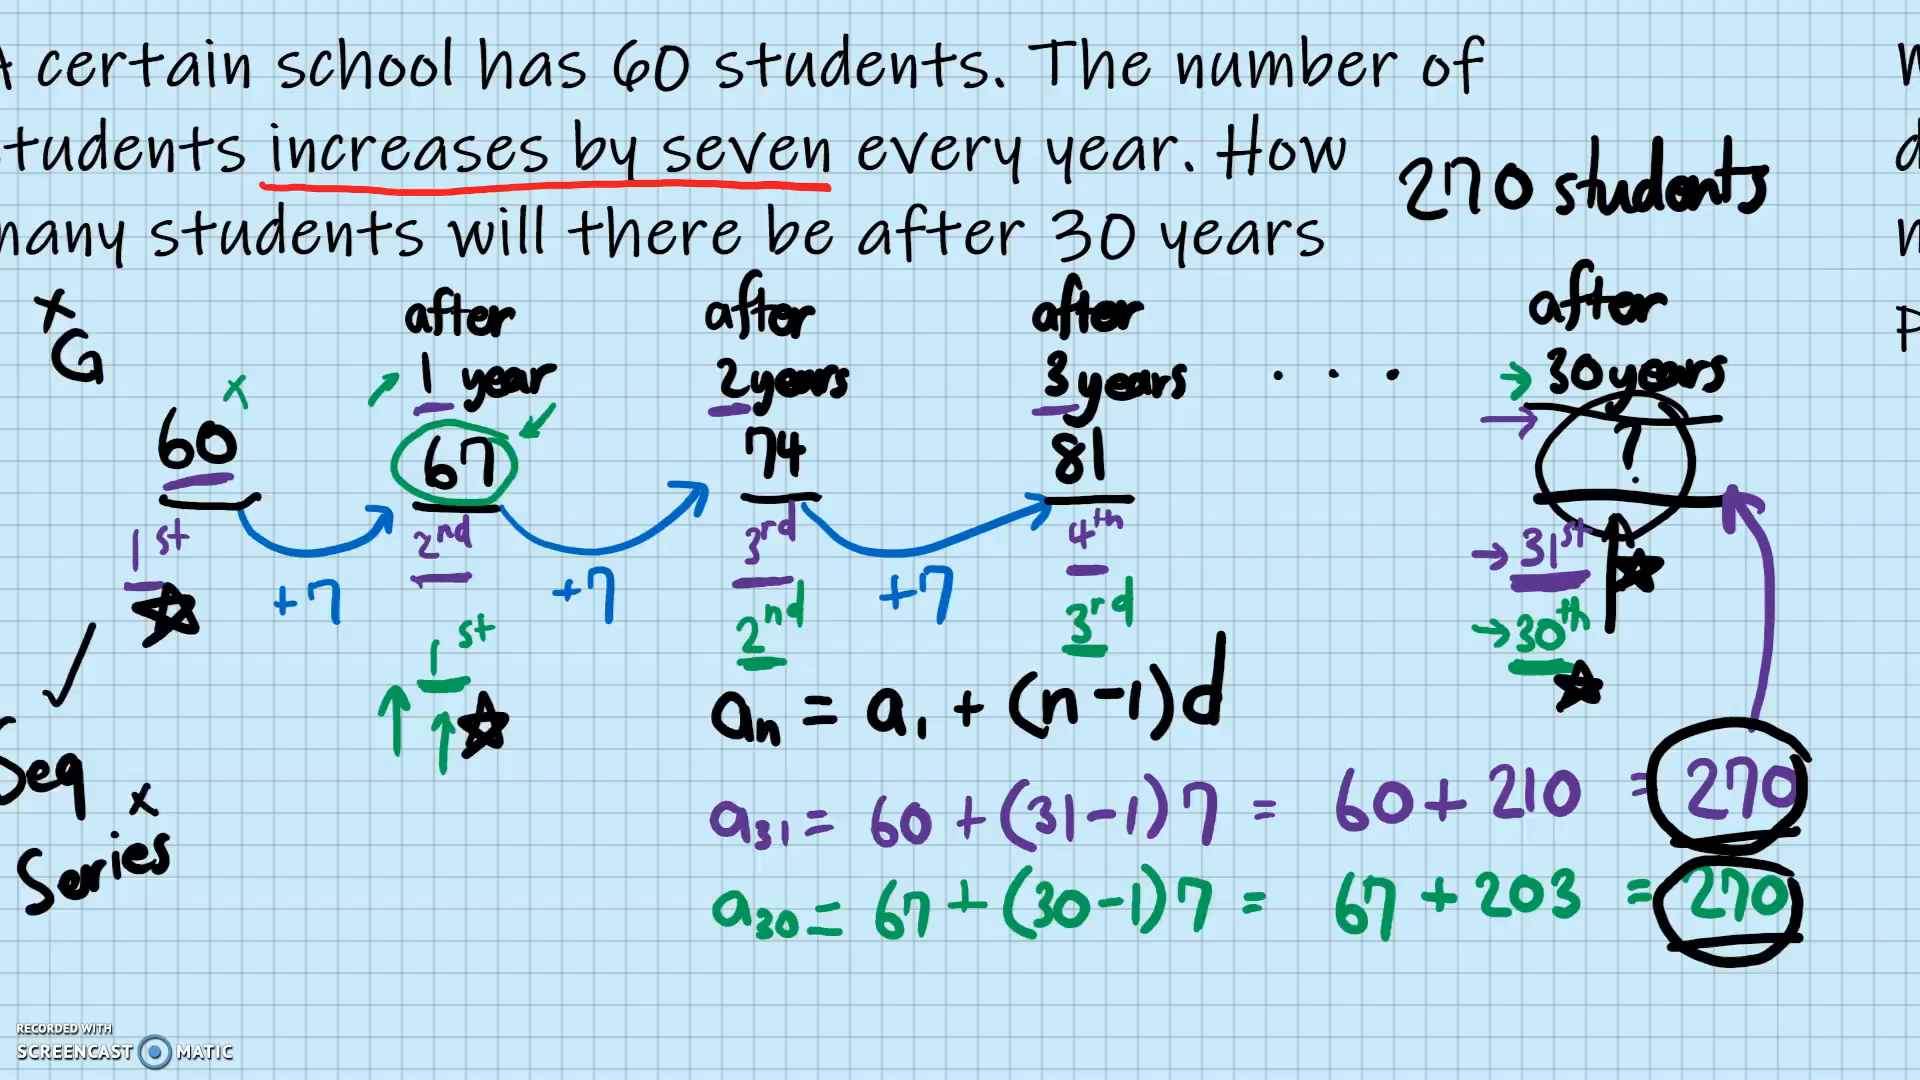 A certain school has 60 students. The number of
students increases by seven every year. How
many students will there be after 30 years
270 students
x
G
after
1 year
after
2 years
after
3 years
. . .
after
→ 30 years
60 x
67
74
81
?
1st
2nd
3rd
4th
→ 31st
+7
+7
+7
1st
2nd
3rd
→ 30th
Seq
x
Series
an = a1 + (n-1)d
a31 = 60 + (31-1)7 = 60 + 210 = 270
a30 = 67 + (30-1)7 = 67 + 203 = 270
RECORDED WITH
SCREENCAST MATIC